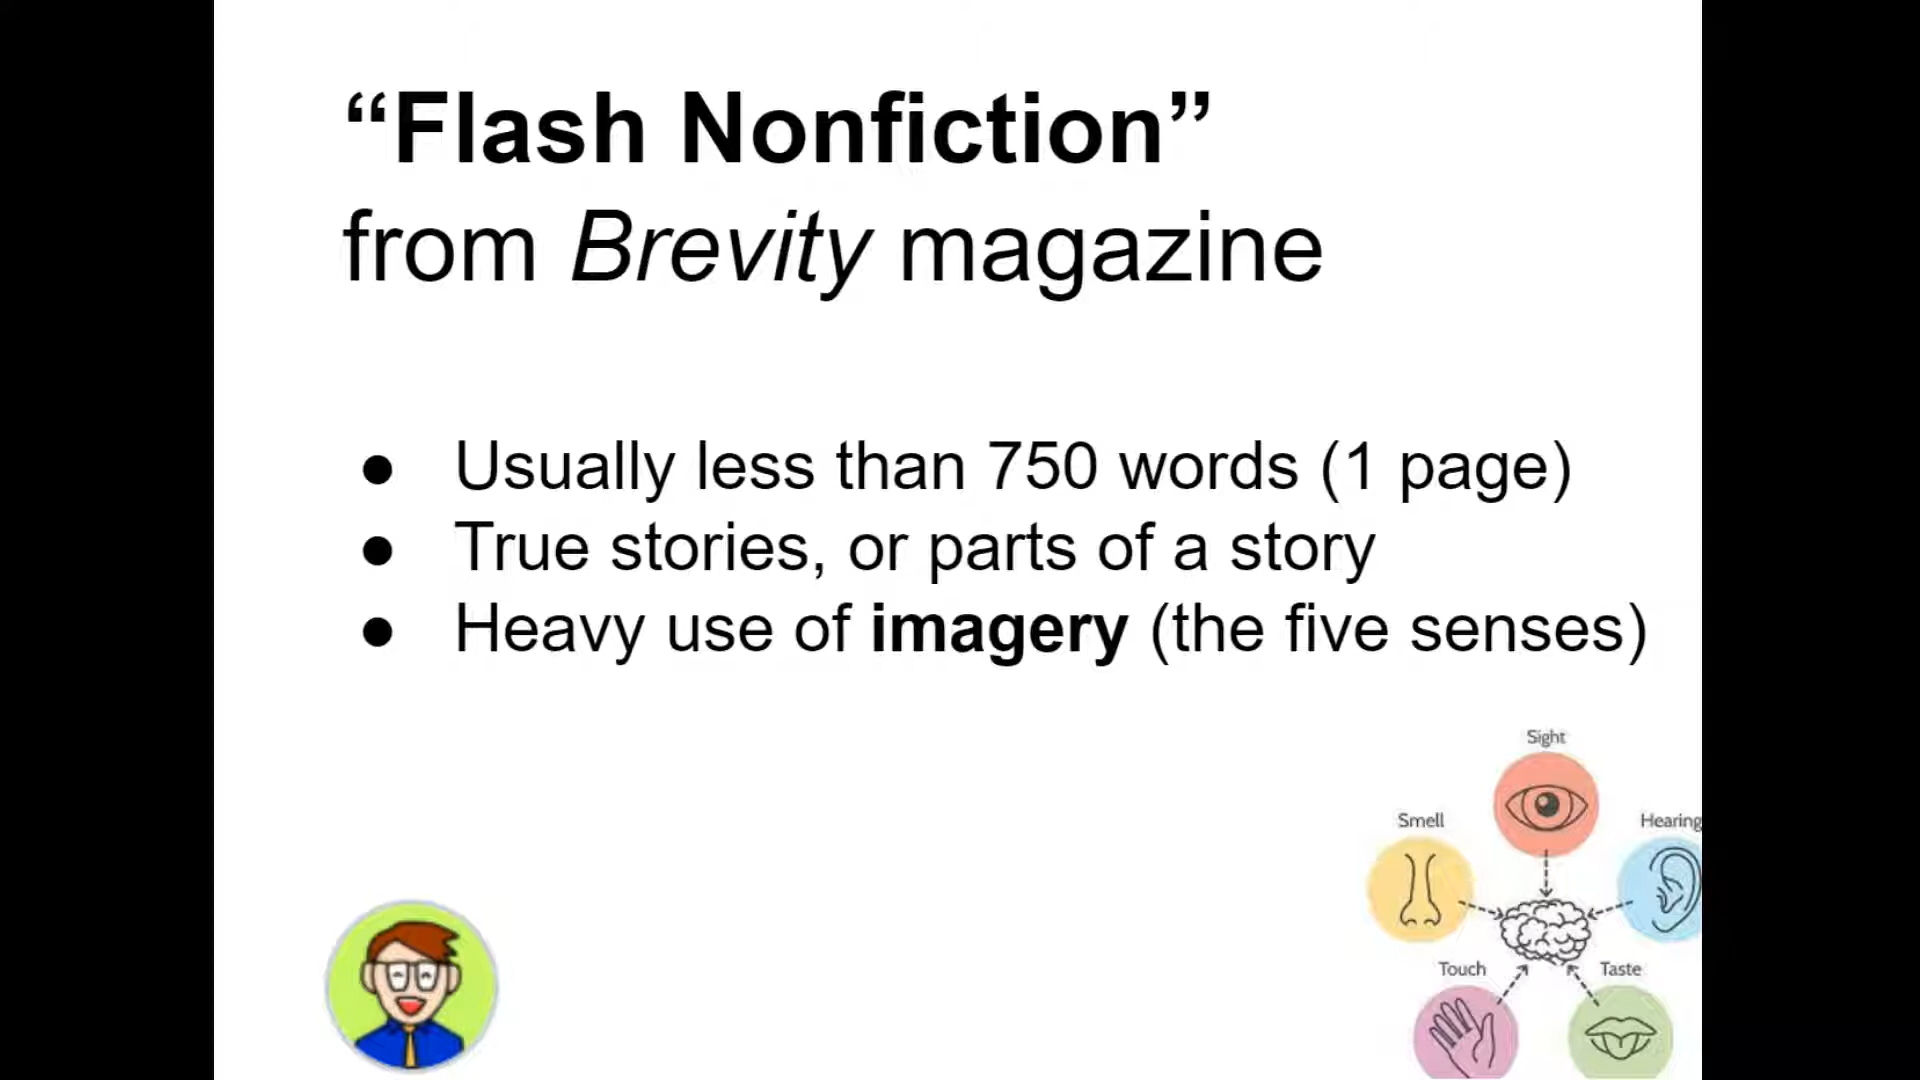 “Flash Nonfiction”
from Brevity magazine
● Usually less than 750 words (1 page)
● True stories, or parts of a story
● Heavy use of imagery (the five senses)
Sight
Smell
Hearing
Touch
Taste